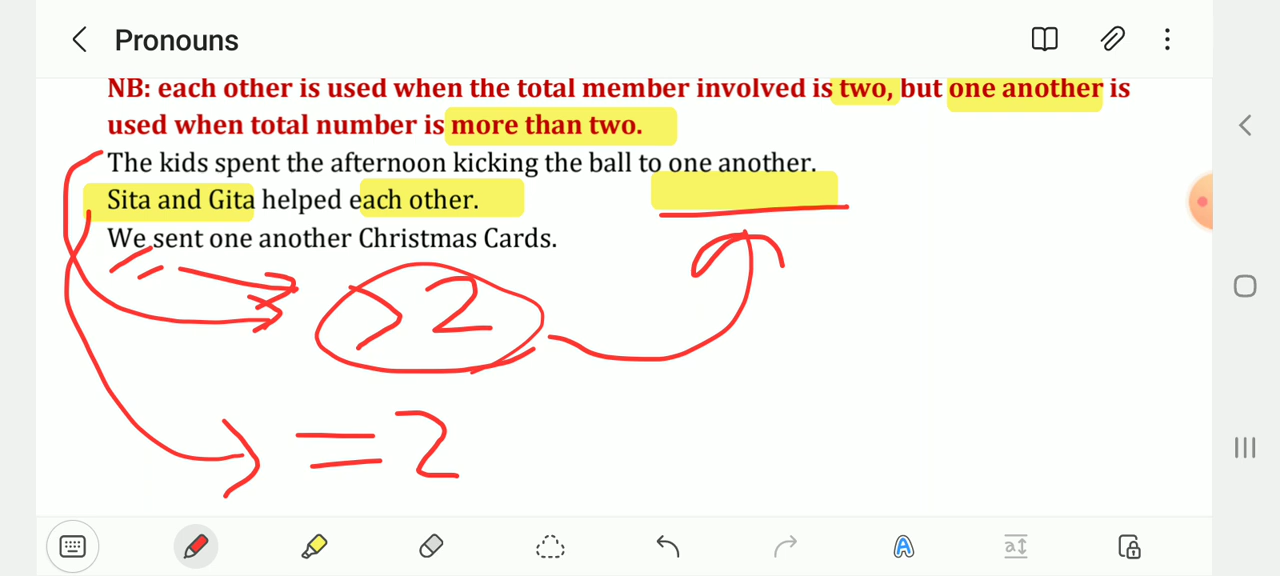 Pronouns
NB: each other is used when the total member involved is two, but one another is
used when total number is more than two.
The kids spent the afternoon kicking the ball to one another.
Sita and Gita helped each other.
We sent one another Christmas Cards.
> 2
= 2
A
a